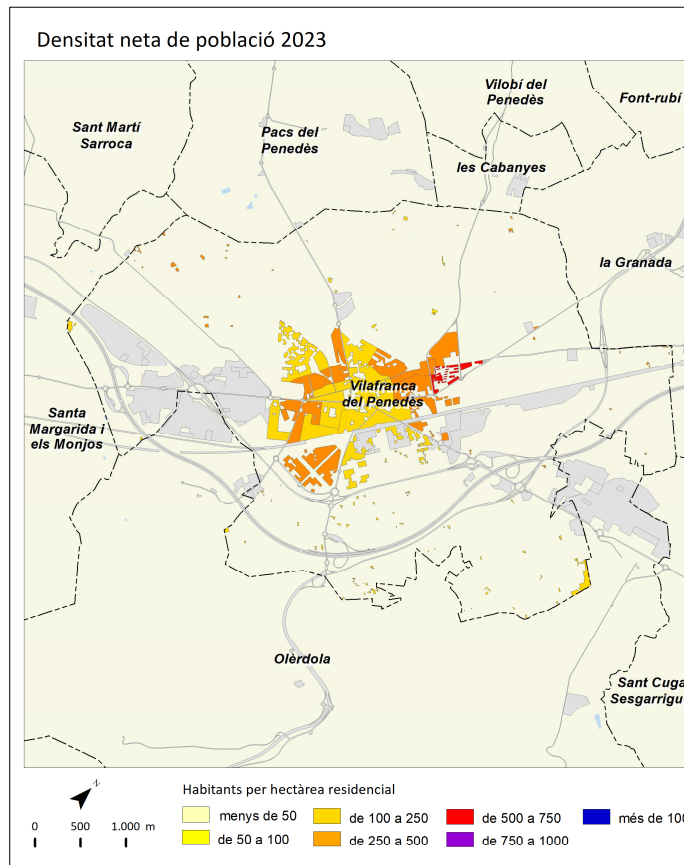 Densitat neta de població 2023
Vilobí del
Penedès
Font-rubí
Sant Martí
Sarroca
Pacs del
Penedès
les Cabanyes
la Granada
Vilafranca
del Penedès
Santa
Margarida i
els Monjos
Olèrdola
Sant Cuga
Sesgarrigu
N
0 500 1.000 m
Habitants per hectàrea residencial
menys de 50
de 50 a 100
de 100 a 250
de 250 a 500
de 500 a 750
de 750 a 1000
més de 100